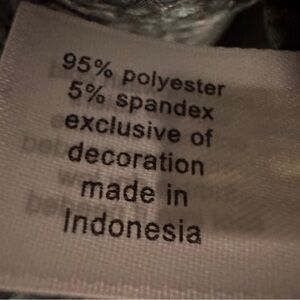 95% polyester
5% spandex
exclusive of
decoration
made in
Indonesia